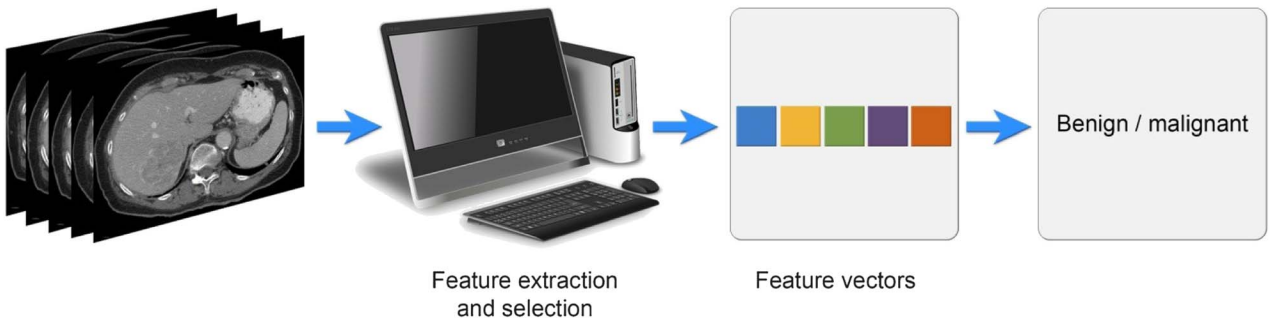 Benign / malignant
Feature extraction
and selection
Feature vectors